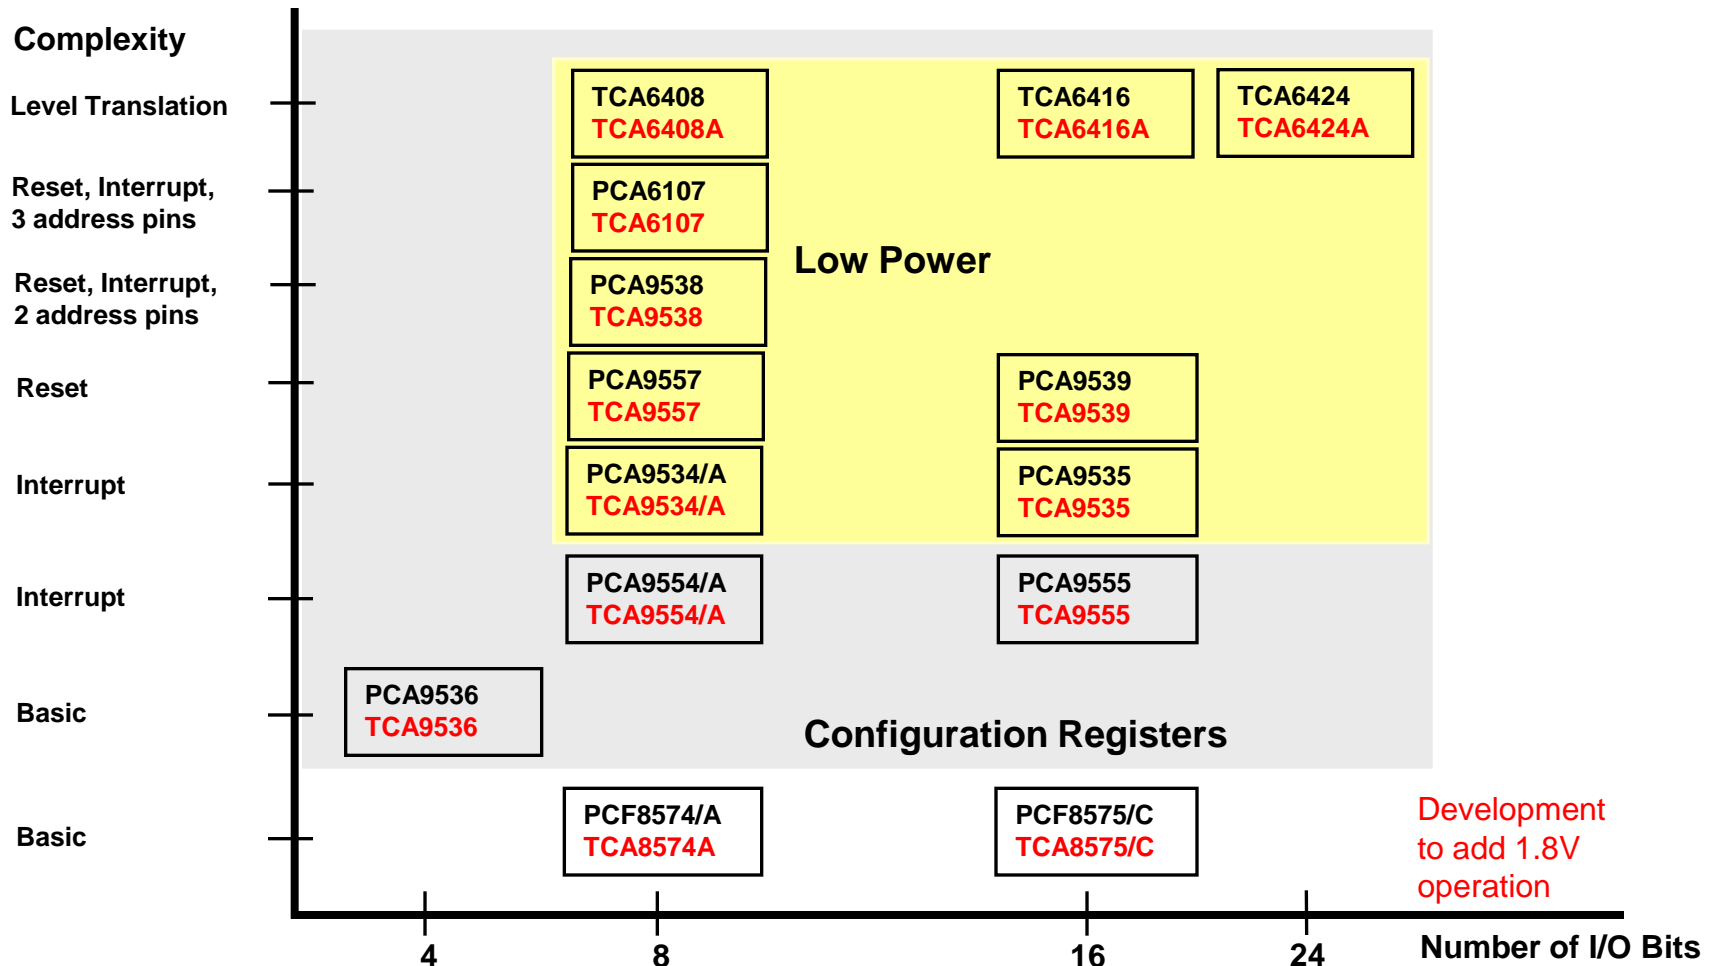 Complexity
Level Translation
TCA6408
TCA6408A
TCA6416
TCA6416A
TCA6424
TCA6424A
Reset, Interrupt,
3 address pins
PCA6107
TCA6107
Low Power
Reset, Interrupt,
2 address pins
PCA9538
TCA9538
Reset
PCA9557
TCA9557
PCA9539
TCA9539
Interrupt
PCA9534/A
TCA9534/A
PCA9535
TCA9535
Interrupt
PCA9554/A
TCA9554/A
PCA9555
TCA9555
Basic
PCA9536
TCA9536
Configuration Registers
Basic
PCF8574/A
TCA8574A
PCF8575/C
TCA8575/C
Development
to add 1.8V
operation
4
8
16
24
Number of I/O Bits